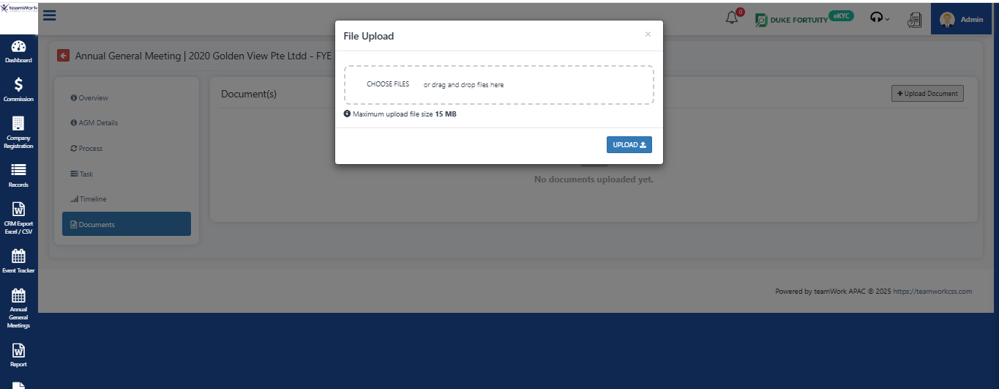 teamWork
0
DUKE FORTUITY
eKYC
Admin
Dashboard
Commission
Company
Registration
Records
CRM Export
Excel / CSV
Event Tracker
Annual
General
Meetings
Report
Annual General Meeting | 2020 Golden View Pte Ltdd - FYE
Overview
AGM Details
Process
Task
Timeline
Documents
Document(s)
Upload Document
No documents uploaded yet.
File Upload
×
CHOOSE FILES or drag and drop files here
Maximum upload file size 15 MB
UPLOAD
Powered by teamWork APAC © 2025 https://teamworkcss.com